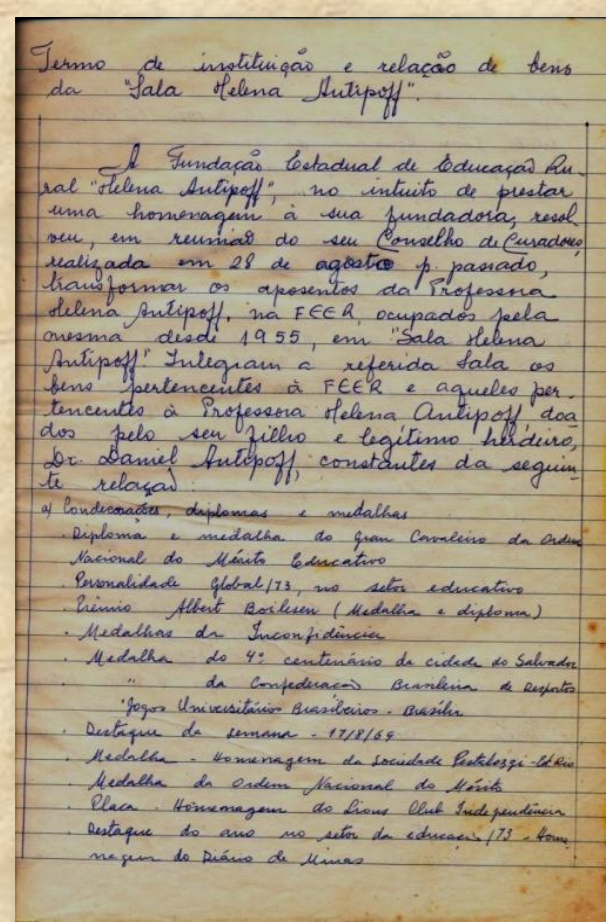 Termo de instituição e relação de bens
da "Sala Helena Antipoff".
A Fundação Estadual de Educação Ru-
ral "Helena Antipoff", no intuito de prestar
uma homenagem à sua fundadora, resol
veu, em reunião do seu Conselho de Curadores,
realizada em 28 de agosto p. passado,
transformar os aposentos da Professora
Helena Antipoff, na FEER, ocupados pela
mesma desde 1955, em "Sala Helena
Antipoff". Integram a referida Sala os
bens pertencentes à FEER e aqueles per-
tencentes à Professora Helena Antipoff doa
dos pelo seu filho e legítimo herdeiro,
Dr. Daniel Antipoff, constantes da seguin-
te relação:
a) Condecorações, diplomas e medalhas
. Diploma e medalha do gran Cavaleiro da Ordem
Nacional do Mérito Educativo
. Personalidade Global/73, no setor educativo
. Prêmio Albert Boilesen (Medalha e diploma)
. Medalhas da Inconfidência
. Medalha do 4º centenário da cidade do Salvador
. " da Confederação Brasileira de Desportos
"Jogos Universitários Brasileiros - Brasília
. Destaque da semana - 17/8/69
. Medalha - Homenagem da Sociedade Pestalozzi - Est. Rio
. Medalha da Ordem Nacional do Mérito
. Placa - Homenagem do Lions Club Independência
. Destaque do ano no setor da educação/73 - Home
nagem do Diário de Minas